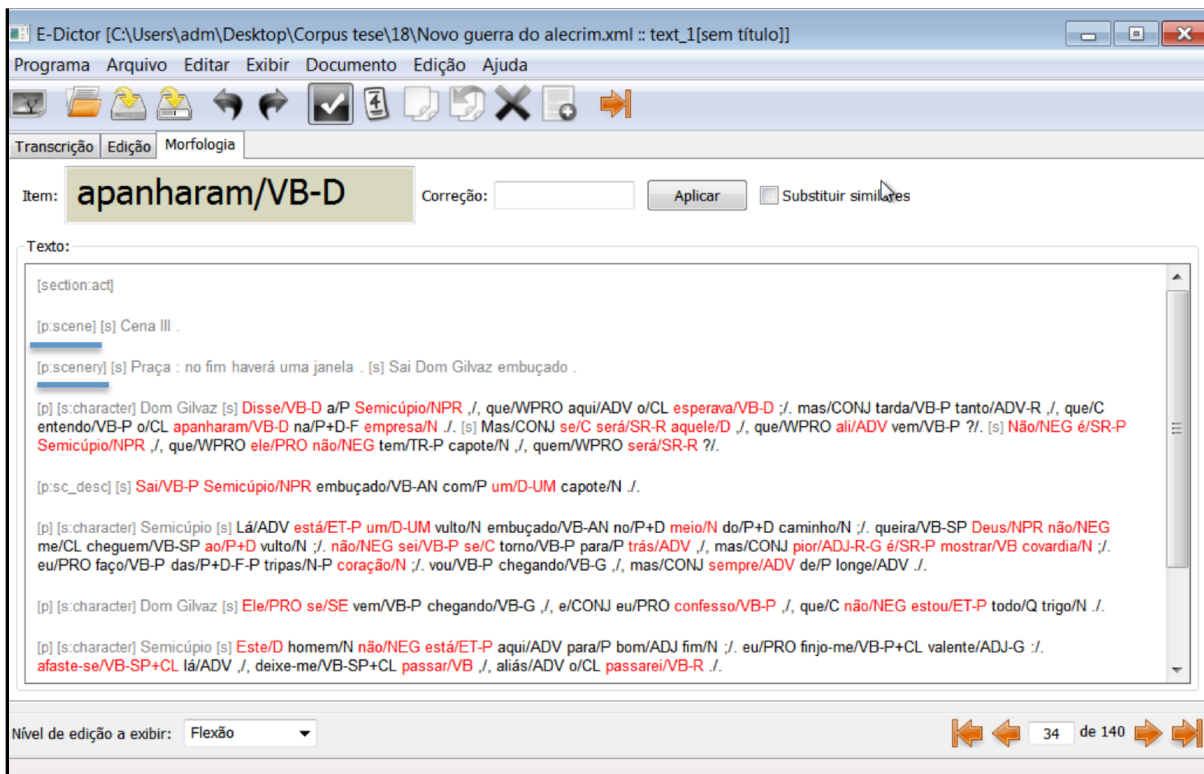 E-Dictor [C:\Users\adm\Desktop\Corpus tese\18\Novo guerra do alecrim.xml :: text_1[sem título]]
Programa Arquivo Editar Exibir Documento Edição Ajuda
Transcrição Edição Morfologia
Item: apanharam/VB-D Correção: Aplicar Substituir similares
Texto:
[section:act]
[p:scene] [s] Cena III .
[p:scenery] [s] Praça : no fim haverá uma janela . [s] Sai Dom Gilvaz embuçado .
[p] [s:character] Dom Gilvaz [s] Disse/VB-D a/P Semicúpio/NPR ,/, que/WPRO aqui/ADV o/CL esperava/VB-D ;/. mas/CONJ tarda/VB-P tanto/ADV-R ,/, que/C
entendo/VB-P o/CL apanharam/VB-D na/P+D-F empresa/N ./. [s] Mas/CONJ se/C será/SR-R aquele/D ,/, que/WPRO ali/ADV vem/VB-P ?/. [s] Não/NEG é/SR-P
Semicúpio/NPR ,/, que/WPRO ele/PRO não/NEG tem/TR-P capote/N ,/, quem/WPRO será/SR-R ?/.
[p:sc_desc] [s] Sai/VB-P Semicúpio/NPR embuçado/VB-AN com/P um/D-UM capote/N ./.
[p] [s:character] Semicúpio [s] Lá/ADV está/ET-P um/D-UM vulto/N embuçado/VB-AN no/P+D meio/N do/P+D caminho/N ;/. queira/VB-SP Deus/NPR não/NEG
me/CL cheguem/VB-SP ao/P+D vulto/N ;/. não/NEG sei/VB-P se/C torno/VB-P para/P trás/ADV ,/, mas/CONJ pior/ADJ-R-G é/SR-P mostrar/VB covardia/N ;/.
eu/PRO faço/VB-P das/P+D-F-P tripas/N-P coração/N ;/. vou/VB-P chegando/VB-G ,/, mas/CONJ sempre/ADV de/P longe/ADV ./.
[p] [s:character] Dom Gilvaz [s] Ele/PRO se/SE vem/VB-P chegando/VB-G ,/, e/CONJ eu/PRO confesso/VB-P ,/, que/C não/NEG estou/ET-P todo/Q trigo/N ./.
[p] [s:character] Semicúpio [s] Este/D homem/N não/NEG está/ET-P aqui/ADV para/P bom/ADJ fim/N ;/. eu/PRO finjo-me/VB-P+CL valente/ADJ-G :/.
afaste-se/VB-SP+CL lá/ADV ,/, deixe-me/VB-SP+CL passar/VB ,/, aliás/ADV o/CL passarei/VB-R ./.
Nível de edição a exibir: Flexão 34 de 140